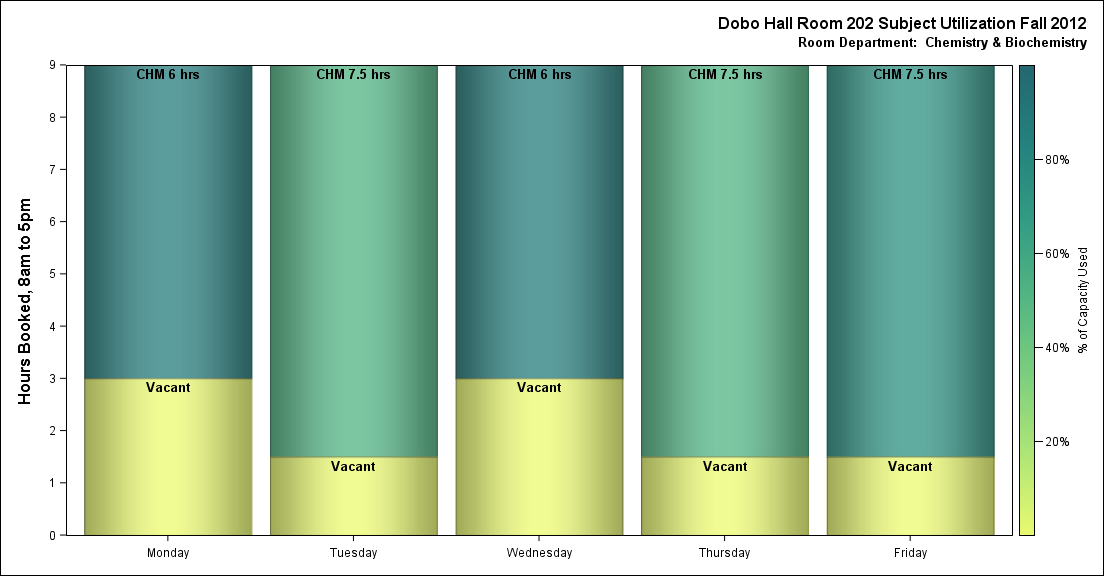 Dobo Hall Room 202 Subject Utilization Fall 2012
Room Department: Chemistry & Biochemistry
Hours Booked, 8am to 5pm
9
8
7
6
5
4
3
2
1
0
CHM 6 hrs
CHM 7.5 hrs
CHM 6 hrs
CHM 7.5 hrs
CHM 7.5 hrs
Vacant
Vacant
Vacant
Vacant
Vacant
Monday
Tuesday
Wednesday
Thursday
Friday
80%
60%
40%
20%
% of Capacity Used